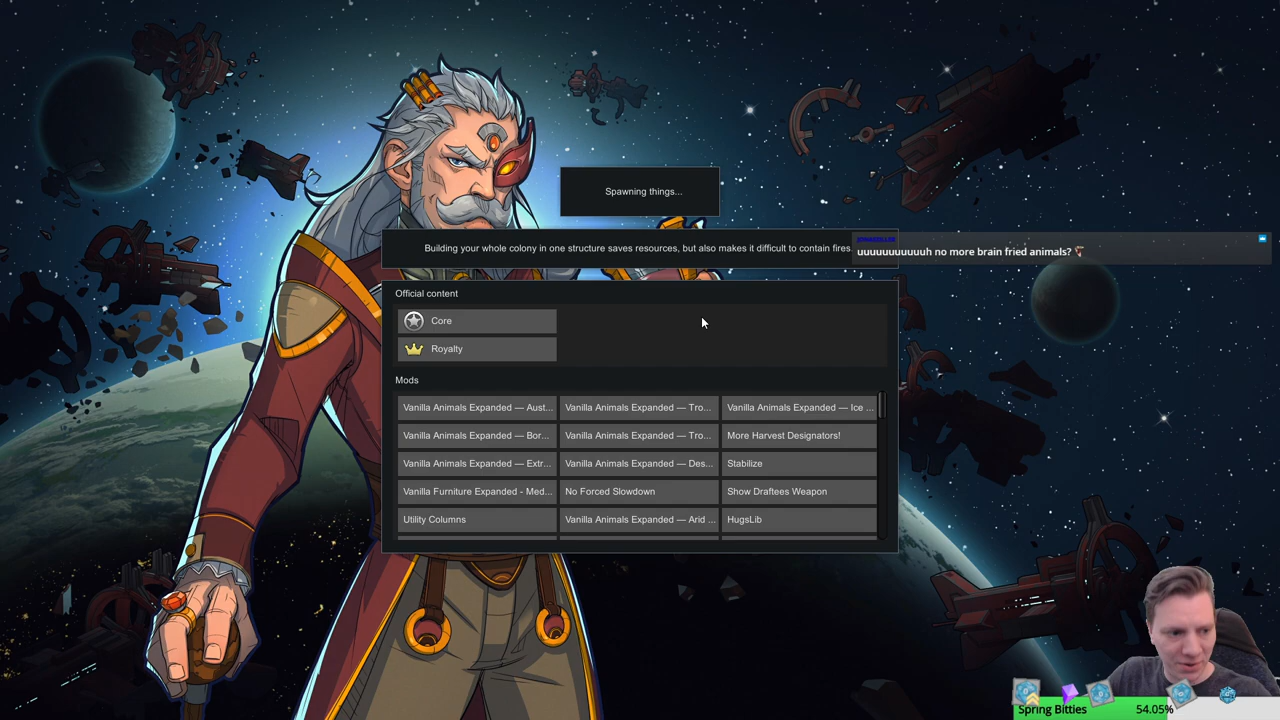 Spawning things...
Building your whole colony in one structure saves resources, but also makes it difficult to contain fires.
uuuuuuuuuuuh no more brain fried animals?
Official content
Core
Royalty
Mods
Vanilla Animals Expanded — Aust...
Vanilla Animals Expanded — Tro...
Vanilla Animals Expanded — Ice ...
Vanilla Animals Expanded — Bor...
Vanilla Animals Expanded — Tro...
More Harvest Designators!
Vanilla Animals Expanded — Extr...
Vanilla Animals Expanded — Des...
Stabilize
Vanilla Furniture Expanded - Med...
No Forced Slowdown
Show Draftees Weapon
Utility Columns
Vanilla Animals Expanded — Arid ...
HugsLib
Spring Bitties 54.05%